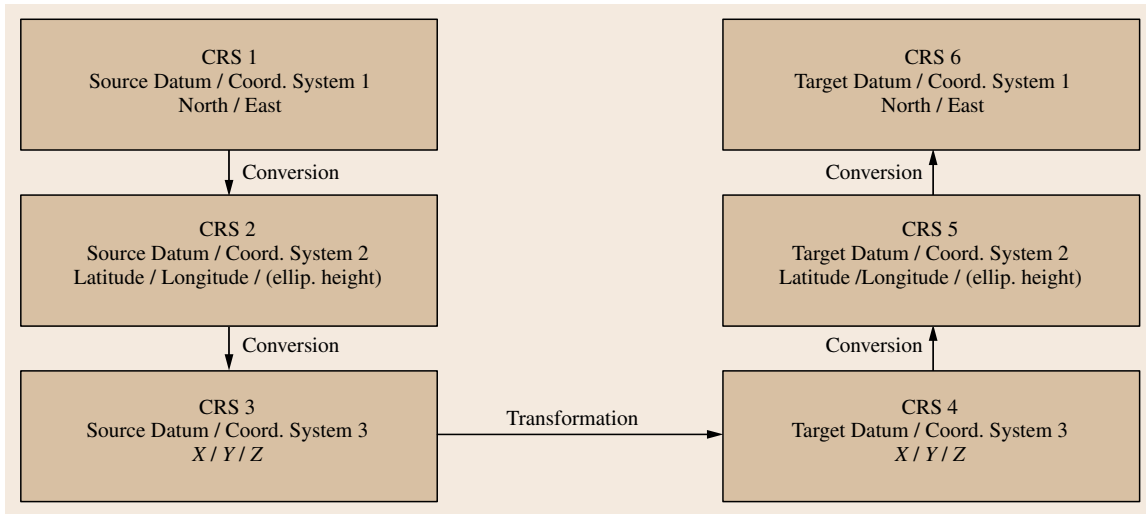 CRS 1
Source Datum / Coord. System 1
North / East
Conversion
CRS 2
Source Datum / Coord. System 2
Latitude / Longitude / (ellip. height)
Conversion
CRS 3
Source Datum / Coord. System 3
X / Y / Z
Transformation
CRS 4
Target Datum / Coord. System 3
X / Y / Z
Conversion
CRS 5
Target Datum / Coord. System 2
Latitude /Longitude / (ellip. height)
Conversion
CRS 6
Target Datum / Coord. System 1
North / East